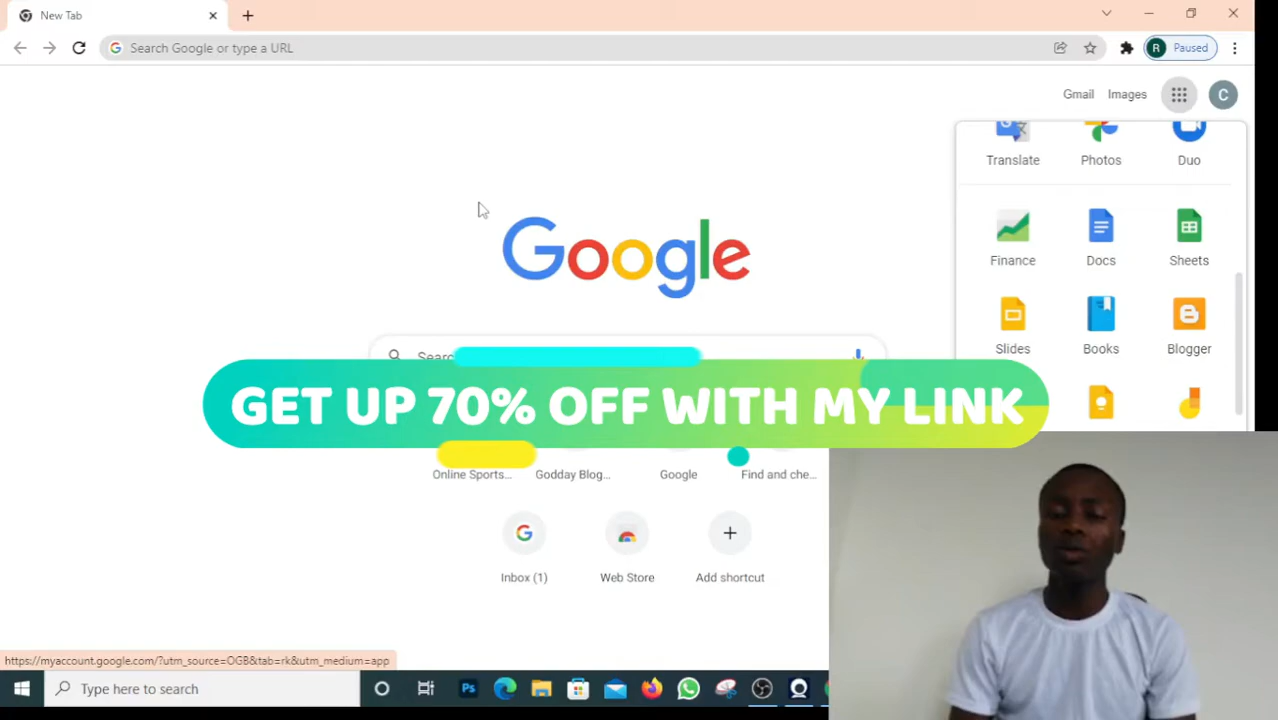 New Tab
Search Google or type a URL
R Paused
Gmail Images C
Translate Photos Duo
Google
Finance Docs Sheets
Slides Books Blogger
Searc
GET UP 70% OFF WITH MY LINK
Online Sports... Godday Blog... Google Find and che...
Inbox (1) Web Store Add shortcut
https://myaccount.google.com/?utm_source=OGB&tab=rk&utm_medium=app
Type here to search Ps